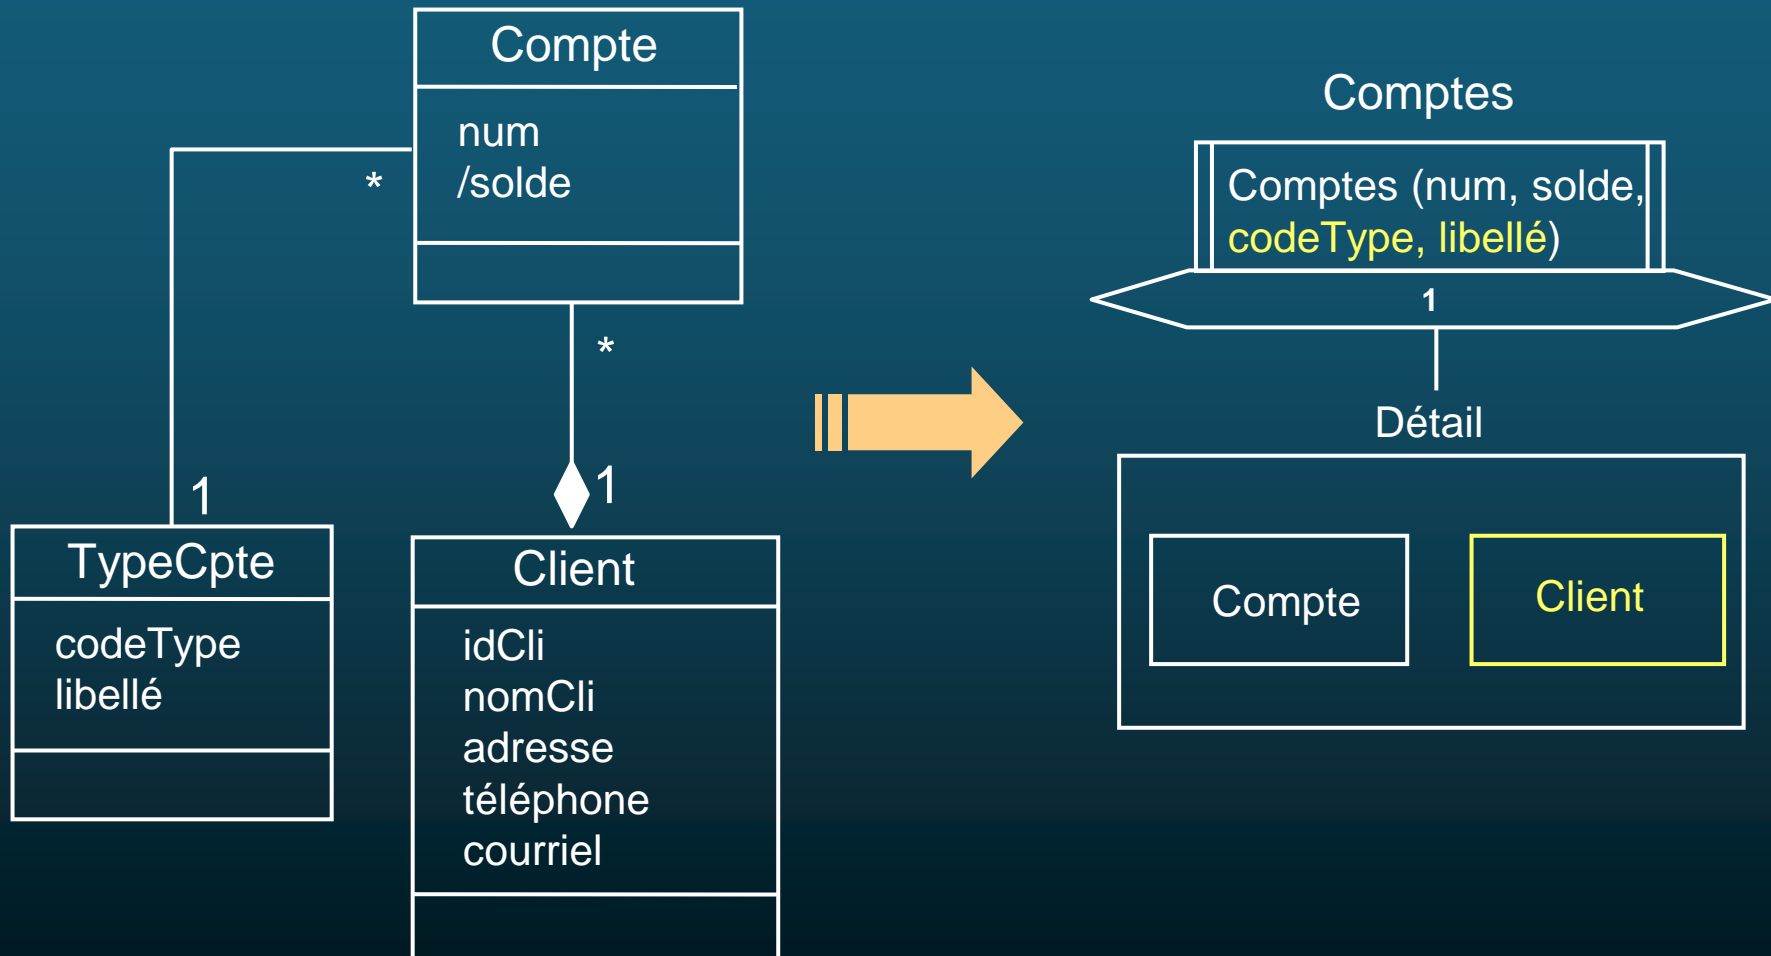 Compte
num
/solde
*
*
1
1
TypeCpte
codeType
libellé
Client
idCli
nomCli
adresse
téléphone
courriel
Comptes
Comptes (num, solde,
codeType, libellé)
1
Détail
Compte
Client